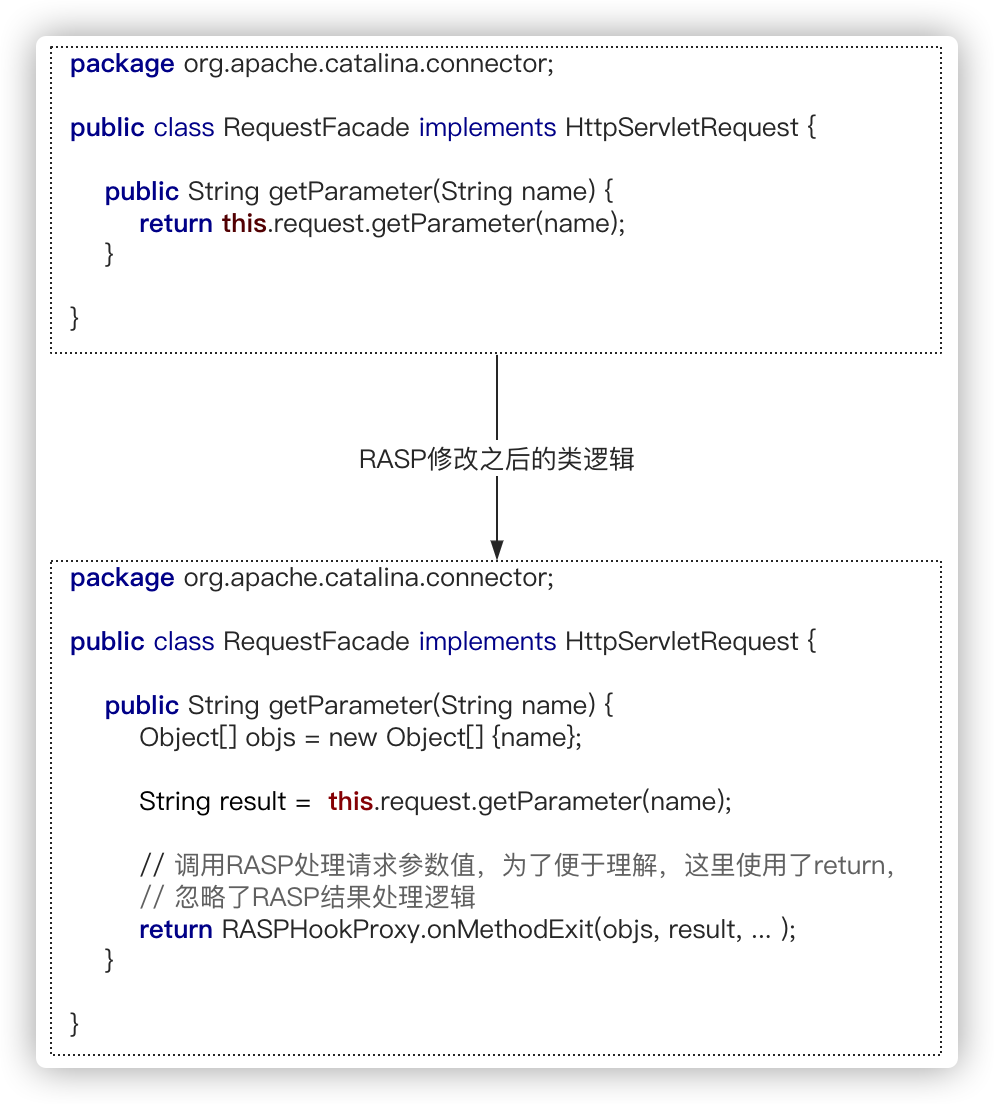 package org.apache.catalina.connector;
public class RequestFacade implements HttpServletRequest {
public String getParameter(String name) {
return this.request.getParameter(name);
}
}
RASP修改之后的类逻辑
package org.apache.catalina.connector;
public class RequestFacade implements HttpServletRequest {
public String getParameter(String name) {
Object[] objs = new Object[] {name};
String result =  this.request.getParameter(name);
// 调用RASP处理请求参数值，为了便于理解，这里使用了return，
// 忽略了RASP结果处理逻辑
return RASPHookProxy.onMethodExit(objs, result, ... );
}
}